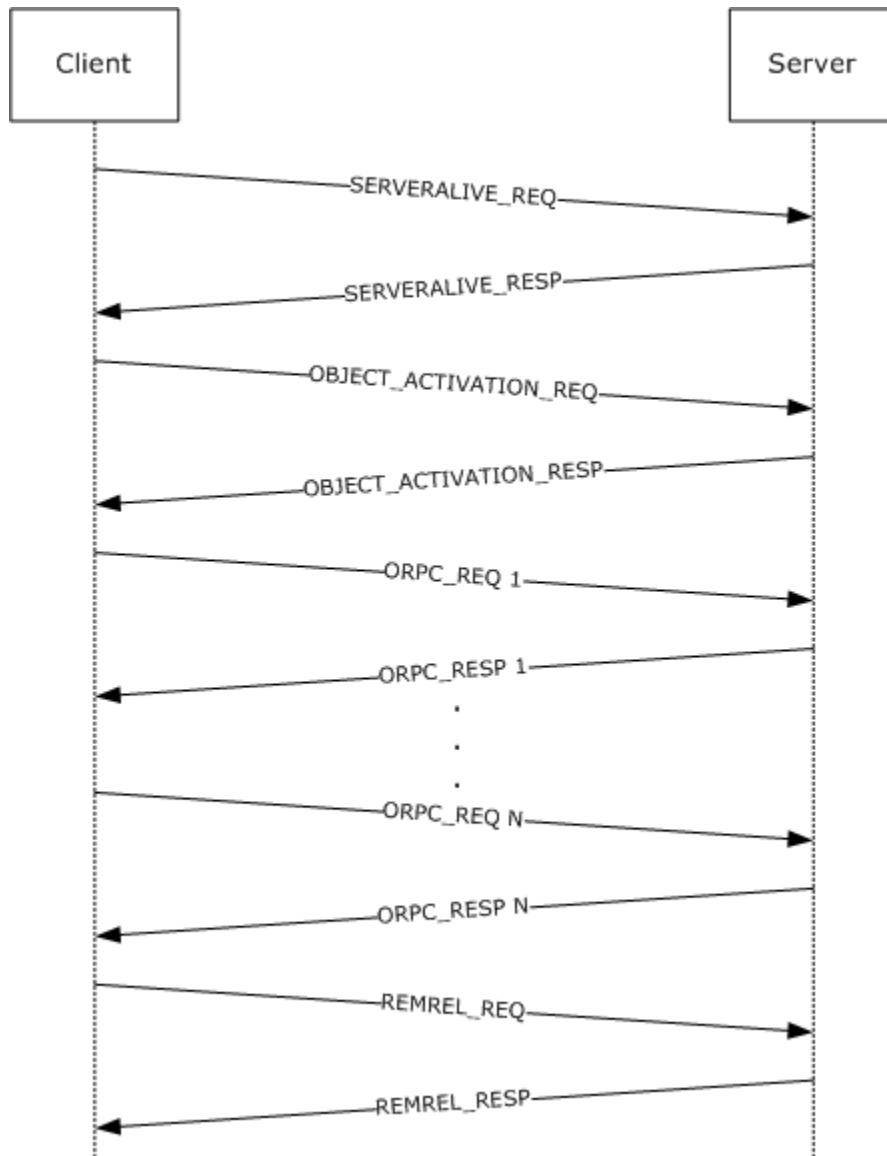 Client
Server
SERVERALIVE_REQ
SERVERALIVE_RESP
OBJECT_ACTIVATION_REQ
OBJECT_ACTIVATION_RESP
ORPC_REQ 1
ORPC_RESP 1
.
.
.
ORPC_REQ N
ORPC_RESP N
REMREL_REQ
REMREL_RESP